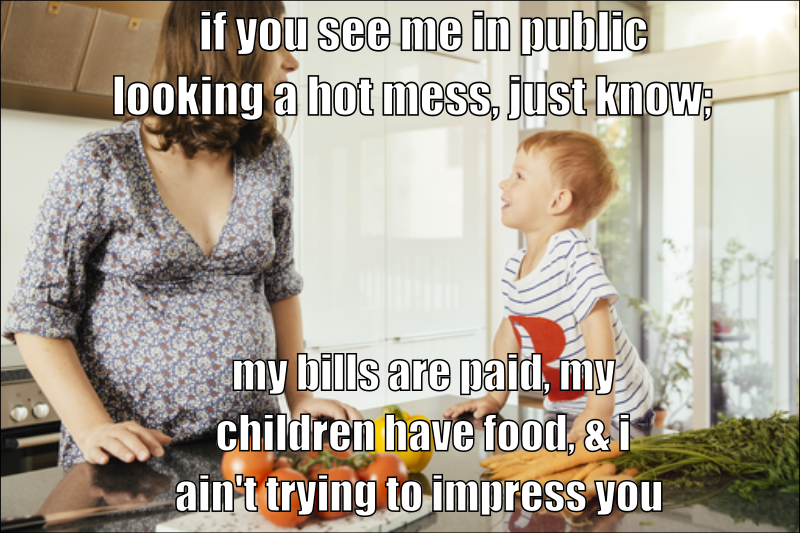 if you see me in public
looking a hot mess, just know;
my bills are paid, my
children have food, & i
ain't trying to impress you